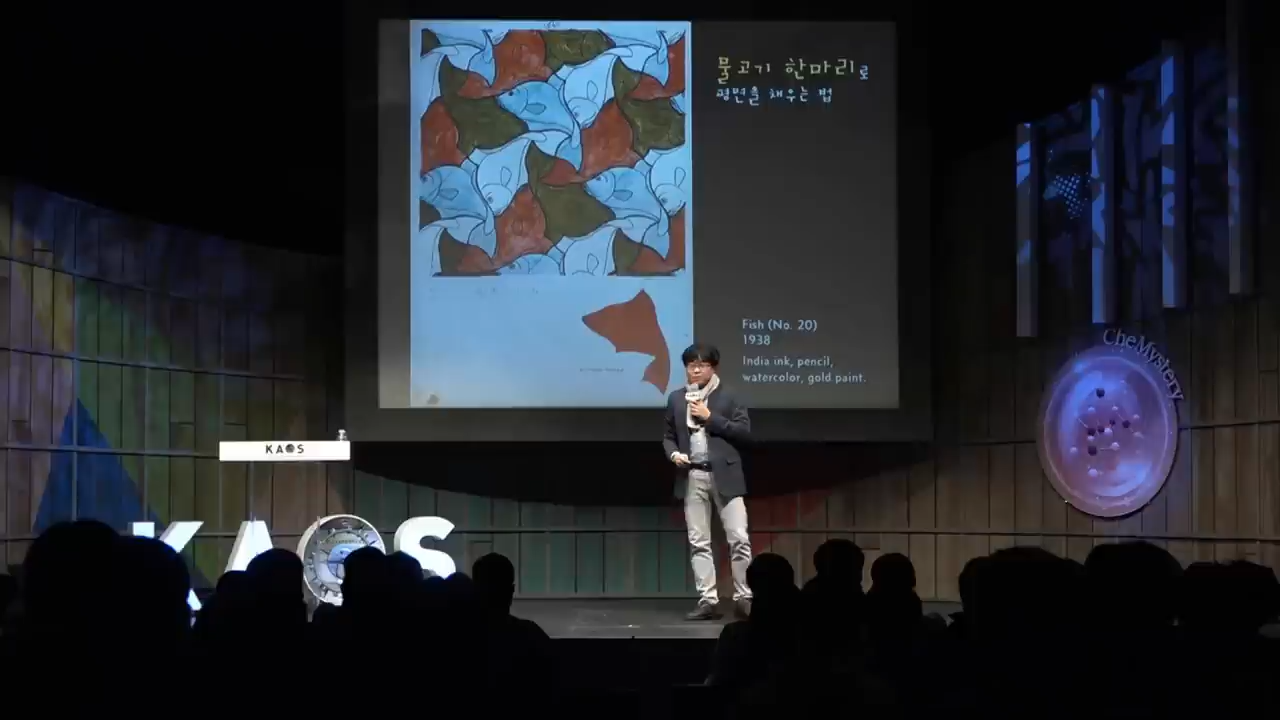 물고기 한마리로
평면을 채우는 법
Fish (No. 20)
1938
India ink, pencil,
watercolor, gold paint.
CheMystery
KAOS
KAOS